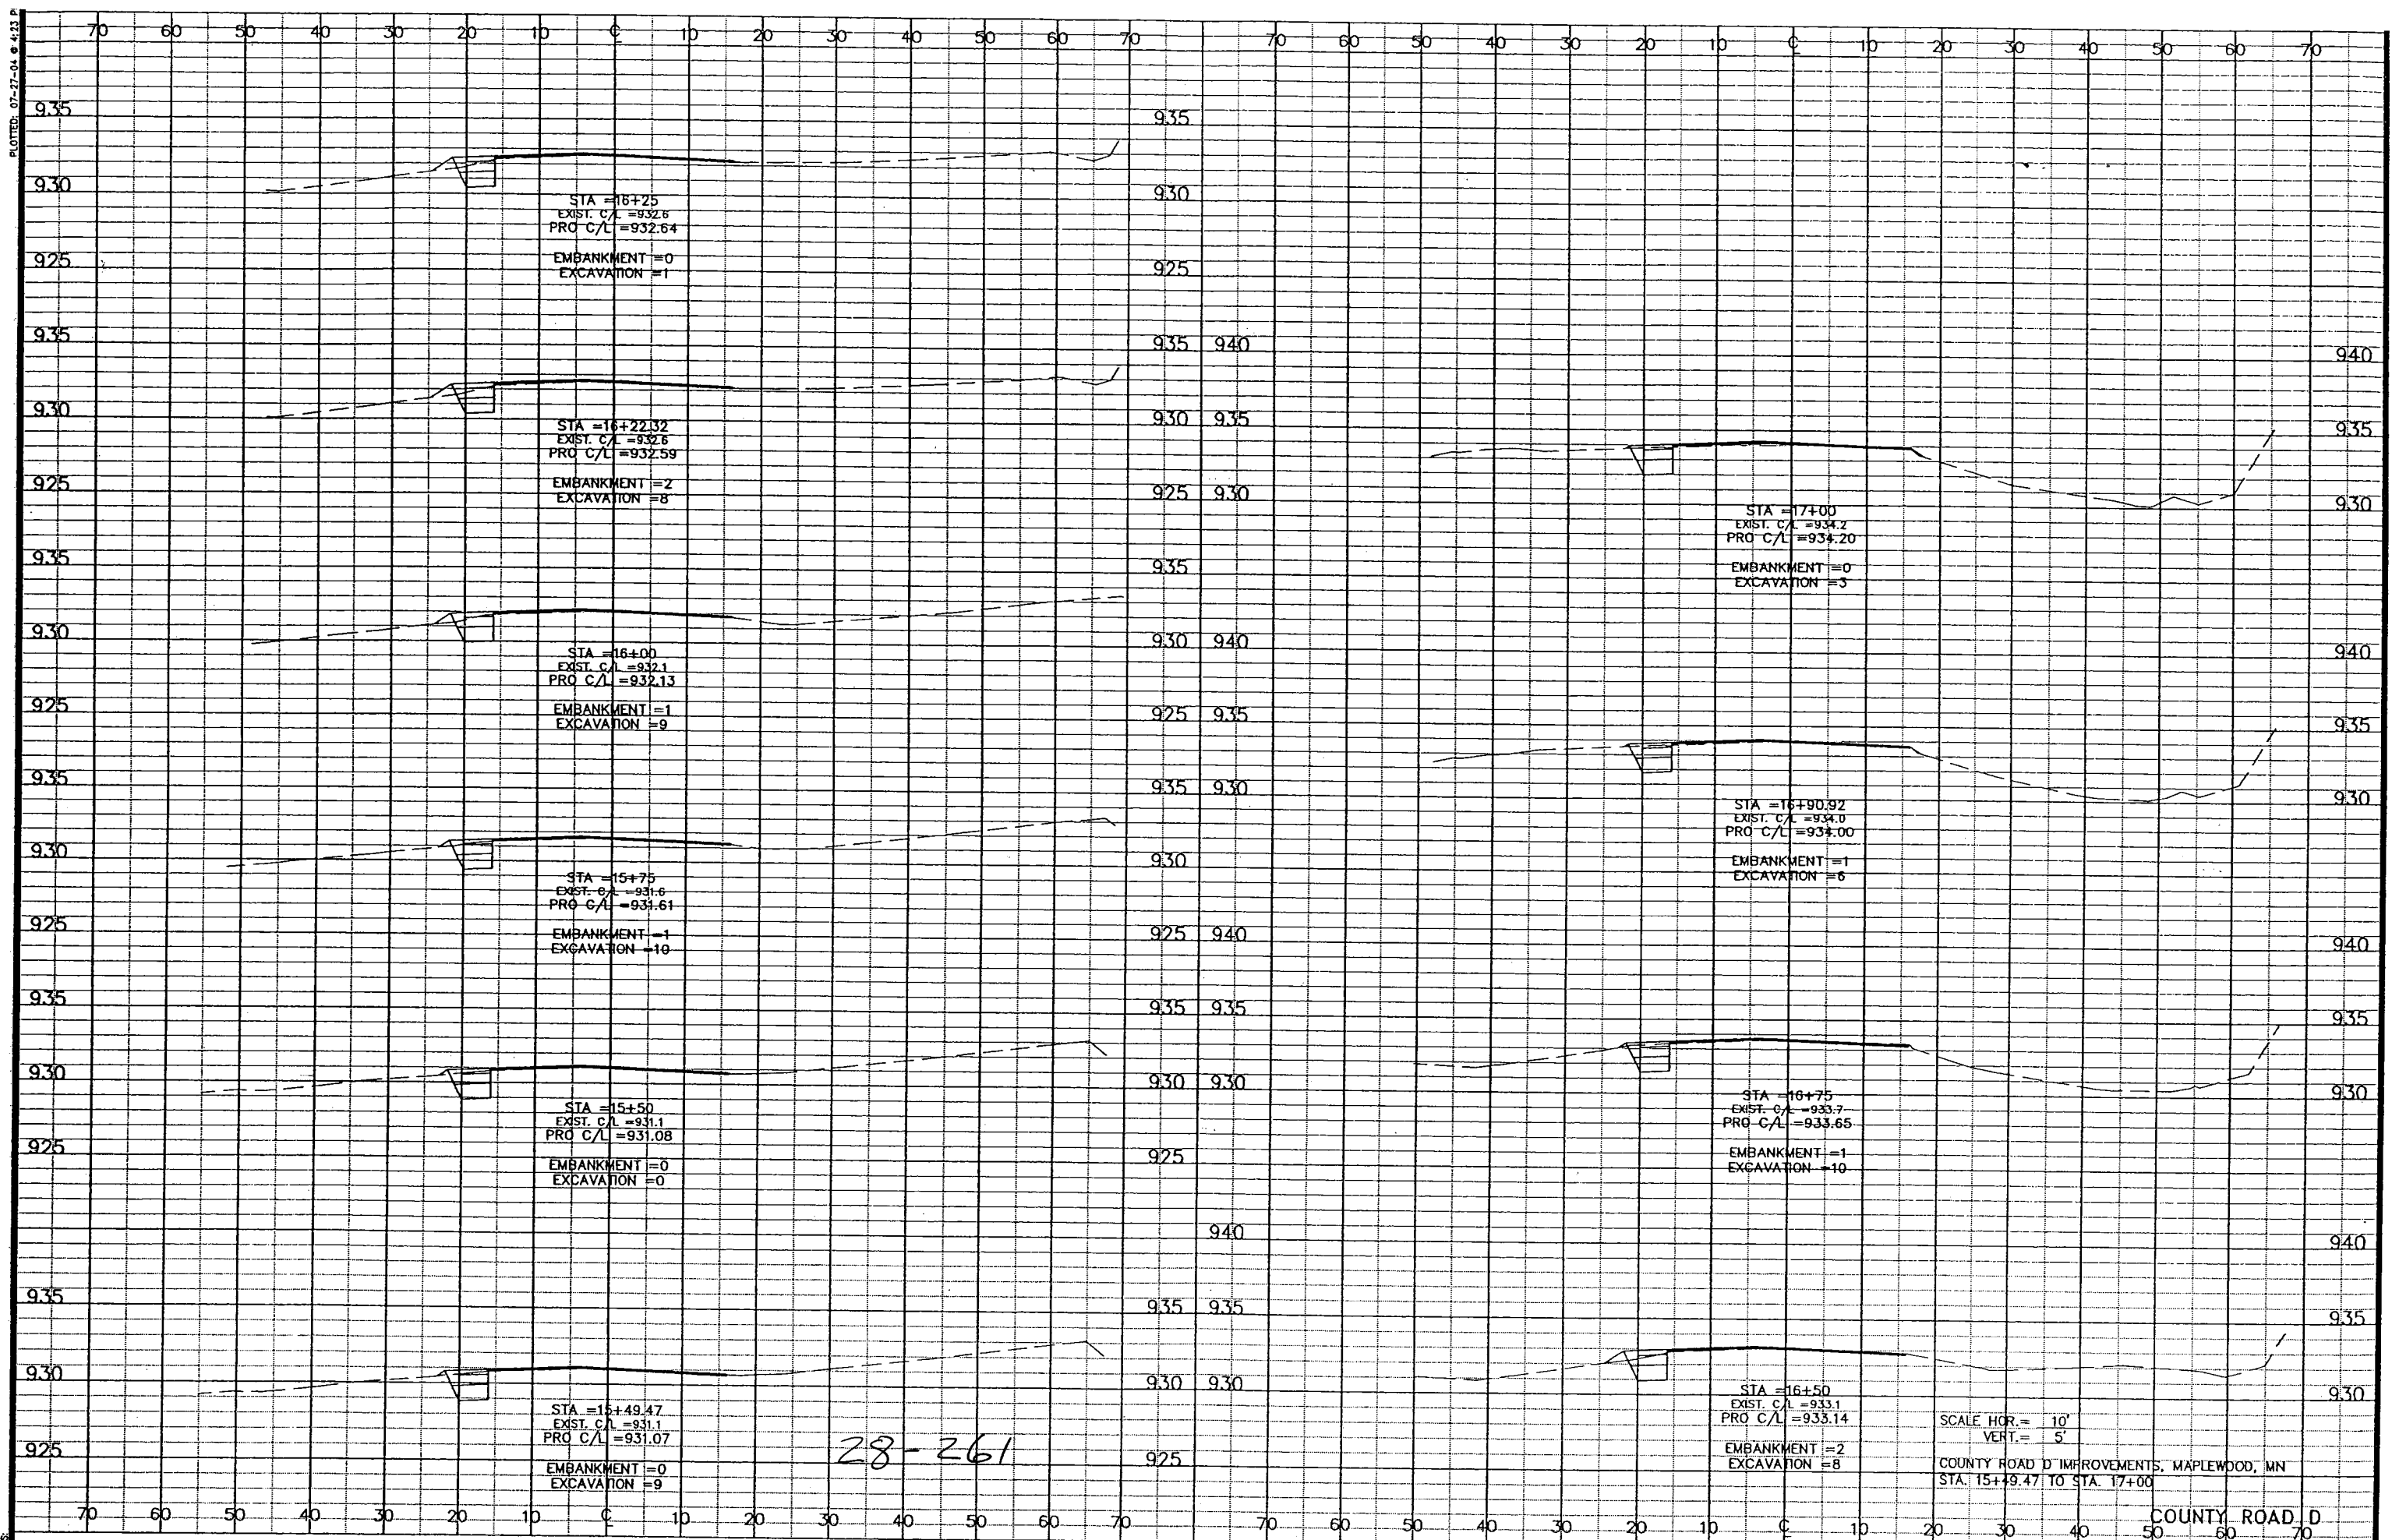 PLOTTED: 07-27-04 @ 4:23 P
70 60 50 40 30 20 10 C 10 20 30 40 50 60 70 70 60 50 40 30 20 10 C 10 20 30 40 50 60 70
935 935
930 930
STA =16+25
EXIST. C/L =932.6
PRO C/L =932.64
EMBANKMENT =0
EXCAVATION =1
925 925
935 935
930 930
STA =16+22.32
EXIST. C/L =932.6
PRO C/L =932.59
EMBANKMENT =2
EXCAVATION =8
925 925
935 935
930 930
STA =16+00
EXIST. C/L =932.1
PRO C/L =932.13
EMBANKMENT =1
EXCAVATION =9
925 925
935 935
930 930
STA =15+75
EXIST. C/L =931.6
PRO C/L =931.61
EMBANKMENT =1
EXCAVATION =10
925 925
935 935
930 930
STA =15+50
EXIST. C/L =931.1
PRO C/L =931.08
EMBANKMENT =0
EXCAVATION =0
925 925
935 935
930 930
STA =15+49.47
EXIST. C/L =931.1
PRO C/L =931.07
EMBANKMENT =0
EXCAVATION =9
925 925
28-261
940 940
935 935
930 930
STA =17+00
EXIST. C/L =934.2
PRO C/L =934.20
EMBANKMENT =0
EXCAVATION =3
940 940
935 935
930 930
STA =16+90.92
EXIST. C/L =934.0
PRO C/L =934.00
EMBANKMENT =1
EXCAVATION =6
940 940
935 935
930 930
STA =16+75
EXIST. C/L =933.7
PRO C/L =933.65
EMBANKMENT =1
EXCAVATION =10
940 940
935 935
930 930
STA =16+50
EXIST. C/L =933.1
PRO C/L =933.14
EMBANKMENT =2
EXCAVATION =8
SCALE HOR.= 10'
VERT.= 5'
COUNTY ROAD D IMPROVEMENTS, MAPLEWOOD, MN
STA. 15+49.47 TO STA. 17+00
COUNTY ROAD D
70 60 50 40 30 20 10 C 10 20 30 40 50 60 70 70 60 50 40 30 20 10 C 10 20 30 40 50 60 70